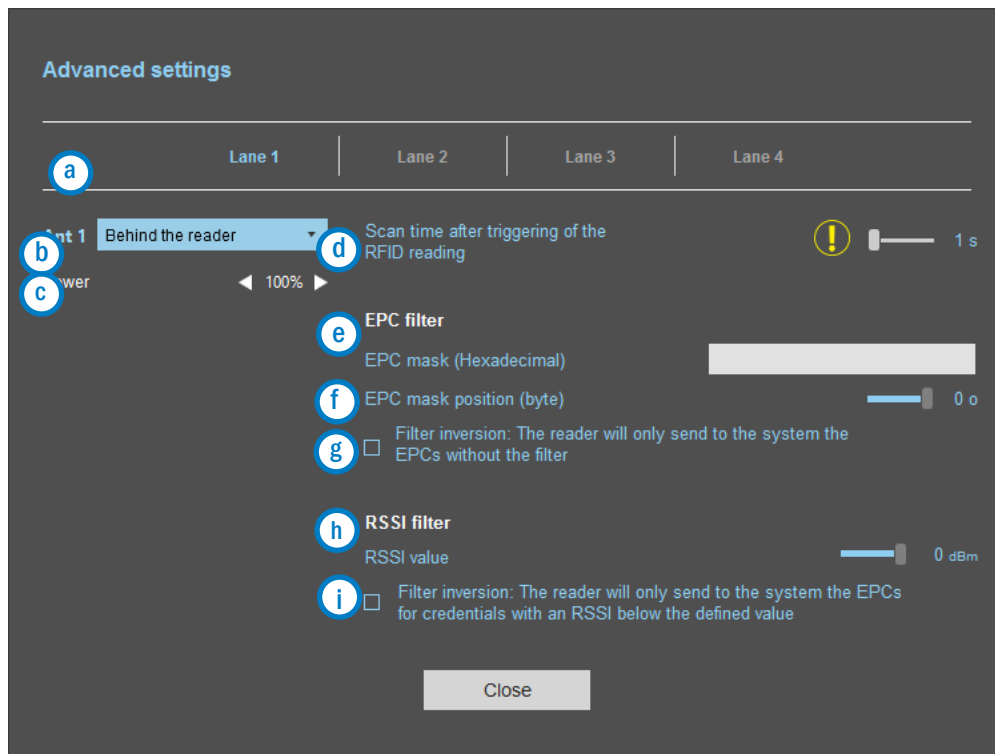 Advanced settings
a
Lane 1
Lane 2
Lane 3
Lane 4
b
Ant 1
Behind the reader
c
Power
100%
d
Scan time after triggering of the
RFID reading
!
1 s
e
EPC filter
EPC mask (Hexadecimal)
f
EPC mask position (byte)
0 o
g
Filter inversion: The reader will only send to the system the
EPCs without the filter
h
RSSI filter
RSSI value
0 dBm
i
Filter inversion: The reader will only send to the system the EPCs
for credentials with an RSSI below the defined value
Close